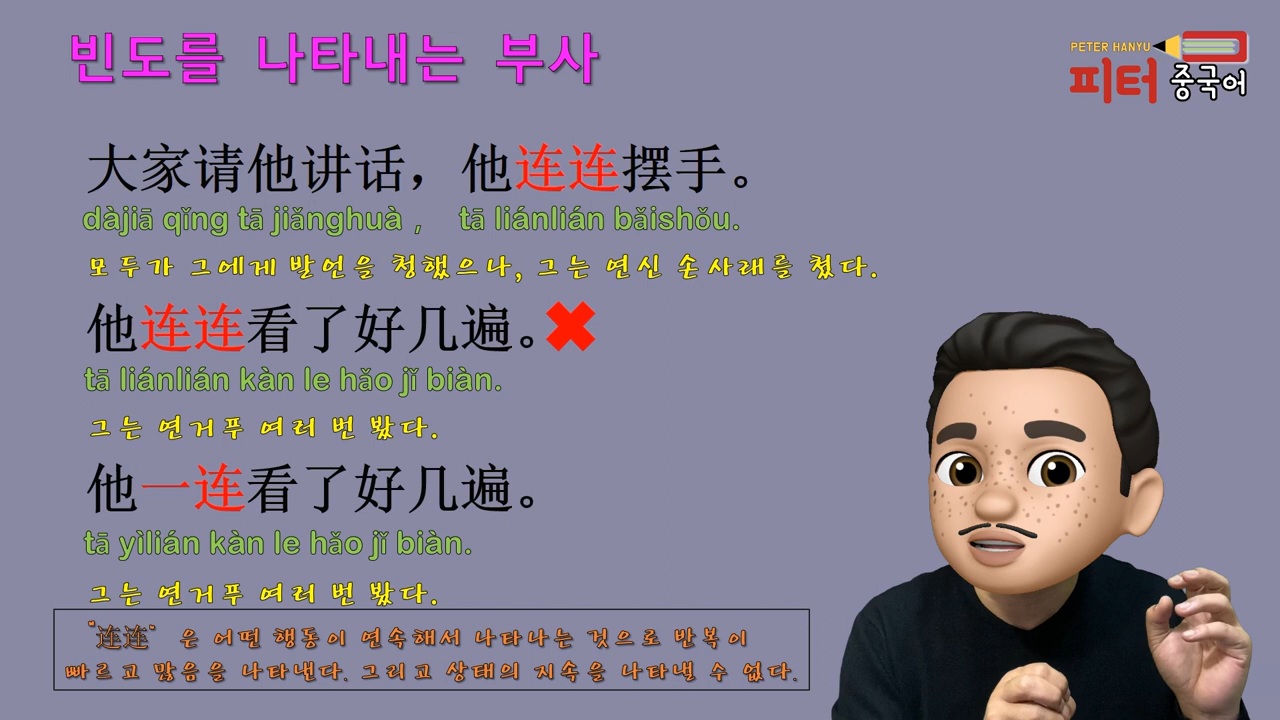 빈도를 나타내는 부사
PETER HANYU
피터 중국어
大家请他讲话，他连连摆手。
dàjiā qǐng tā jiǎnghuà , tā liánlián bǎishǒu.
모두가 그에게 발언을 청했으나, 그는 연신 손사래를 쳤다.
他连连看了好几遍。✖
tā liánlián kàn le hǎo jǐ biàn.
그는 연거푸 여러 번 봤다.
他一连看了好几遍。
tā yìlián kàn le hǎo jǐ biàn.
그는 연거푸 여러 번 봤다.
"连连" 은 어떤 행동이 연속해서 나타나는 것으로 반복이
빠르고 많음을 나타낸다. 그리고 상태의 지속을 나타낼 수 없다.